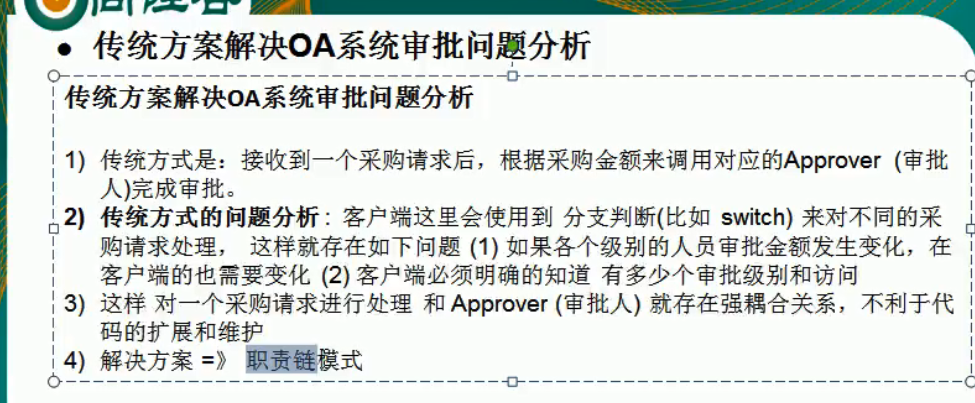 传统方案解决OA系统审批问题分析
传统方案解决OA系统审批问题分析
1) 传统方式是：接收到一个采购请求后，根据采购金额来调用对应的Approver (审批
人)完成审批。
2) 传统方式的问题分析 : 客户端这里会使用到 分支判断(比如 switch) 来对不同的采
购请求处理， 这样就存在如下问题 (1) 如果各个级别的人员审批金额发生变化，在
客户端的也需要变化 (2) 客户端必须明确的知道 有多少个审批级别和访问
3) 这样 对一个采购请求进行处理 和 Approver (审批人) 就存在强耦合关系，不利于代
码的扩展和维护
4) 解决方案 =》 职责链模式